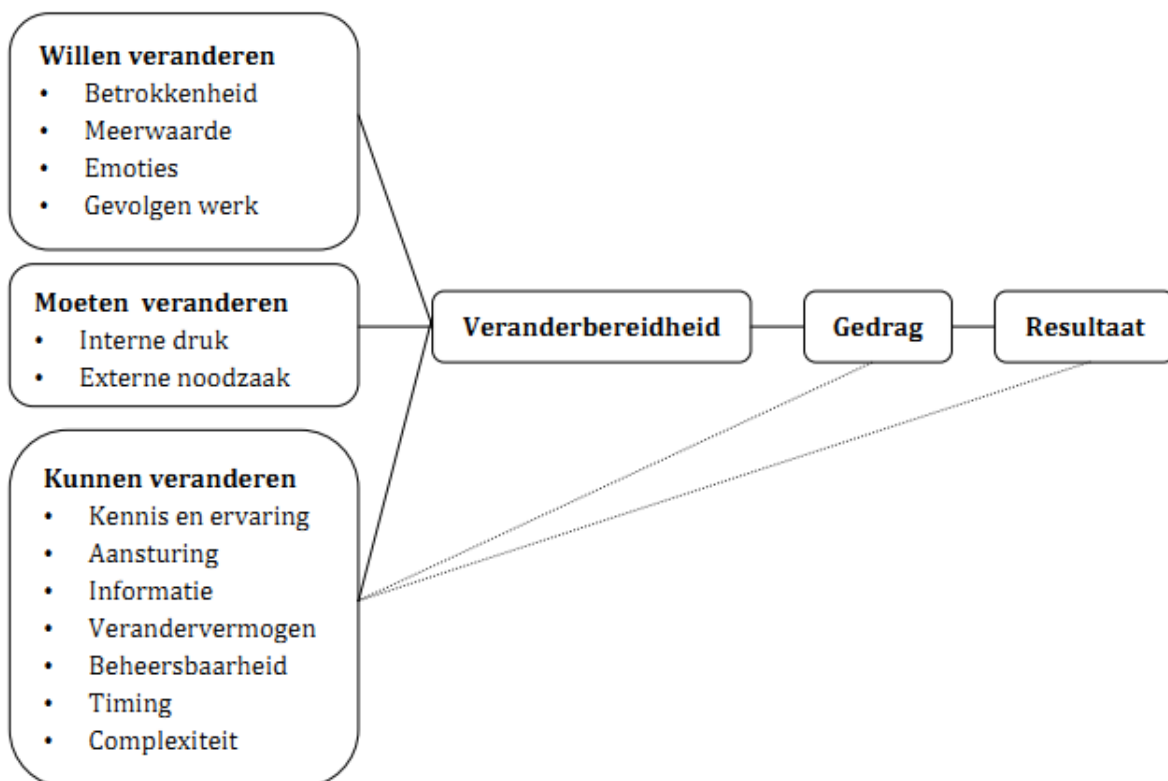 Willen veranderen
• Betrokkenheid
• Meerwaarde
• Emoties
• Gevolgen werk
Moeten  veranderen
• Interne druk
• Externe noodzaak
Kunnen veranderen
• Kennis en ervaring
• Aansturing
• Informatie
• Verandervermogen
• Beheersbaarheid
• Timing
• Complexiteit
Veranderbereidheid
Gedrag
Resultaat